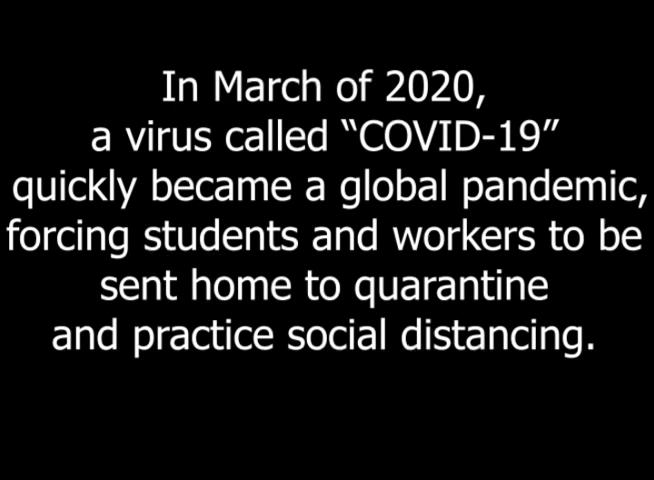 In March of 2020,
a virus called “COVID-19”
quickly became a global pandemic,
forcing students and workers to be
sent home to quarantine
and practice social distancing.